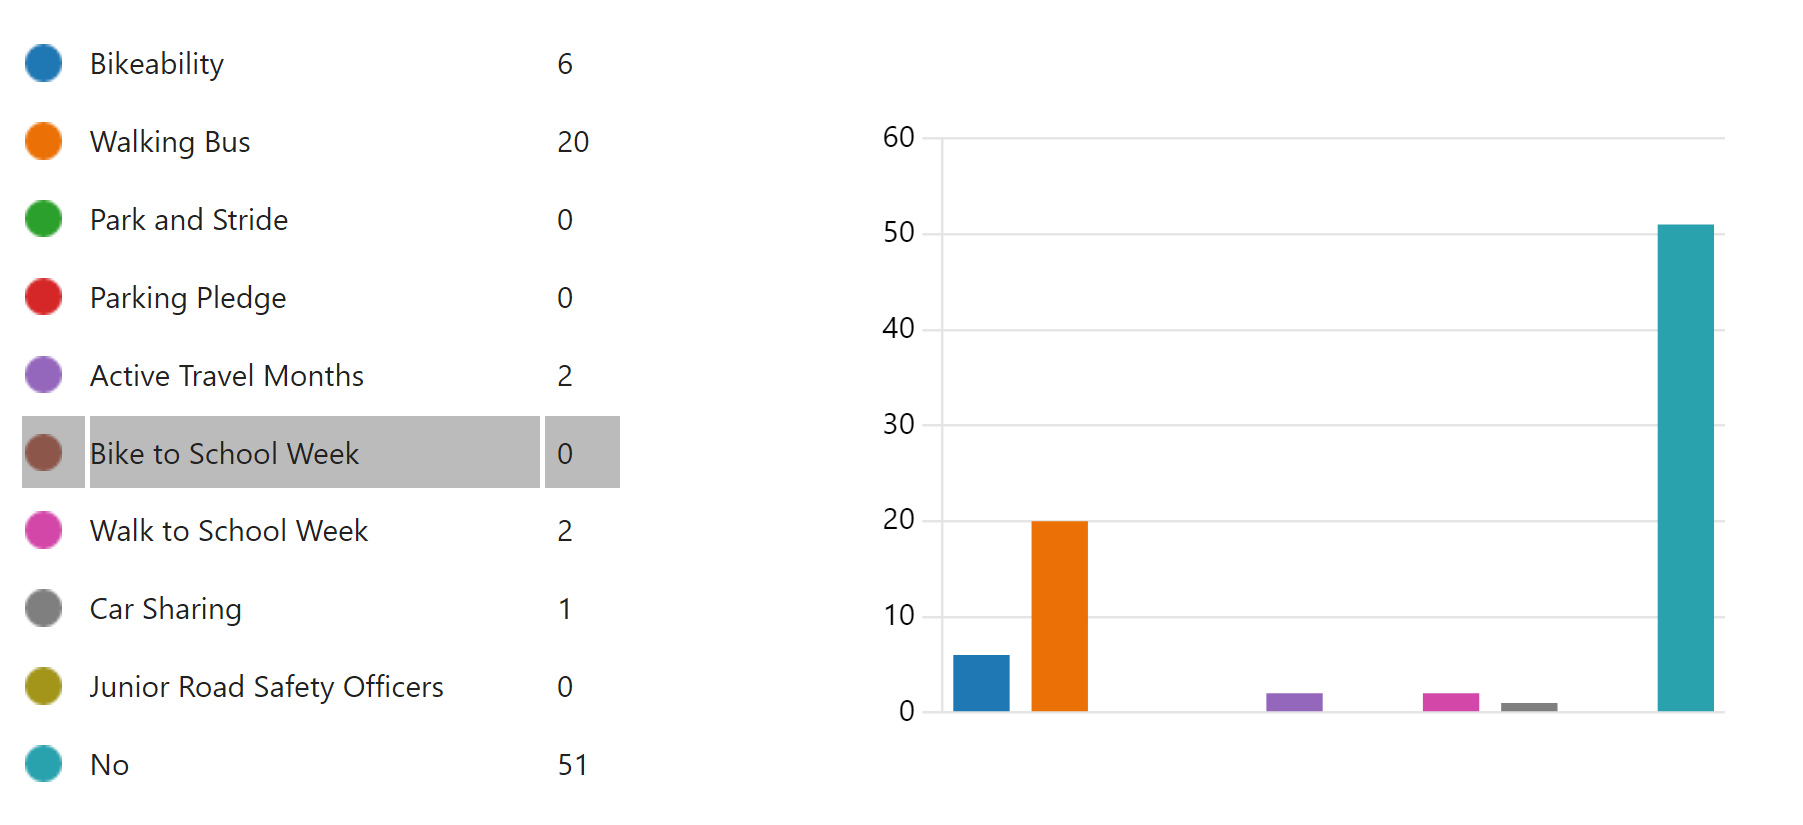 Bikeability 6
Walking Bus 20
Park and Stride 0
Parking Pledge 0
Active Travel Months 2
Bike to School Week 0
Walk to School Week 2
Car Sharing 1
Junior Road Safety Officers 0
No 51
60
50
40
30
20
10
0